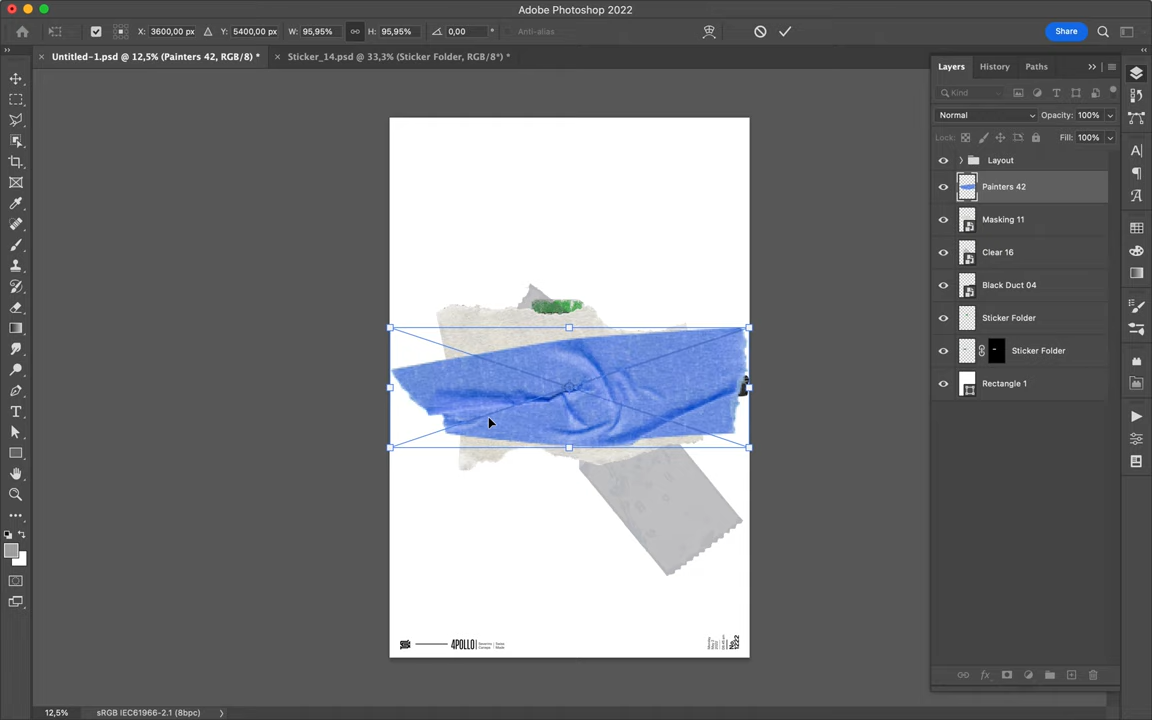 Adobe Photoshop 2022
X: 3600,00 px Y: 5400,00 px W: 95,95% H: 95,95% 0,00 ° Anti-alias Share
× Untitled-1.psd @ 12,5% (Painters 42, RGB/8) * × Sticker_14.psd @ 33,3% (Sticker Folder, RGB/8*) *
Layers History Paths
Kind
Normal Opacity: 100%
Lock: Fill: 100%
Layout
Painters 42
Masking 11
Clear 16
Black Duct 04
Sticker Folder
Sticker Folder
Rectangle 1
4POLLO
No.1222
12,5% sRGB IEC61966-2.1 (8bpc)